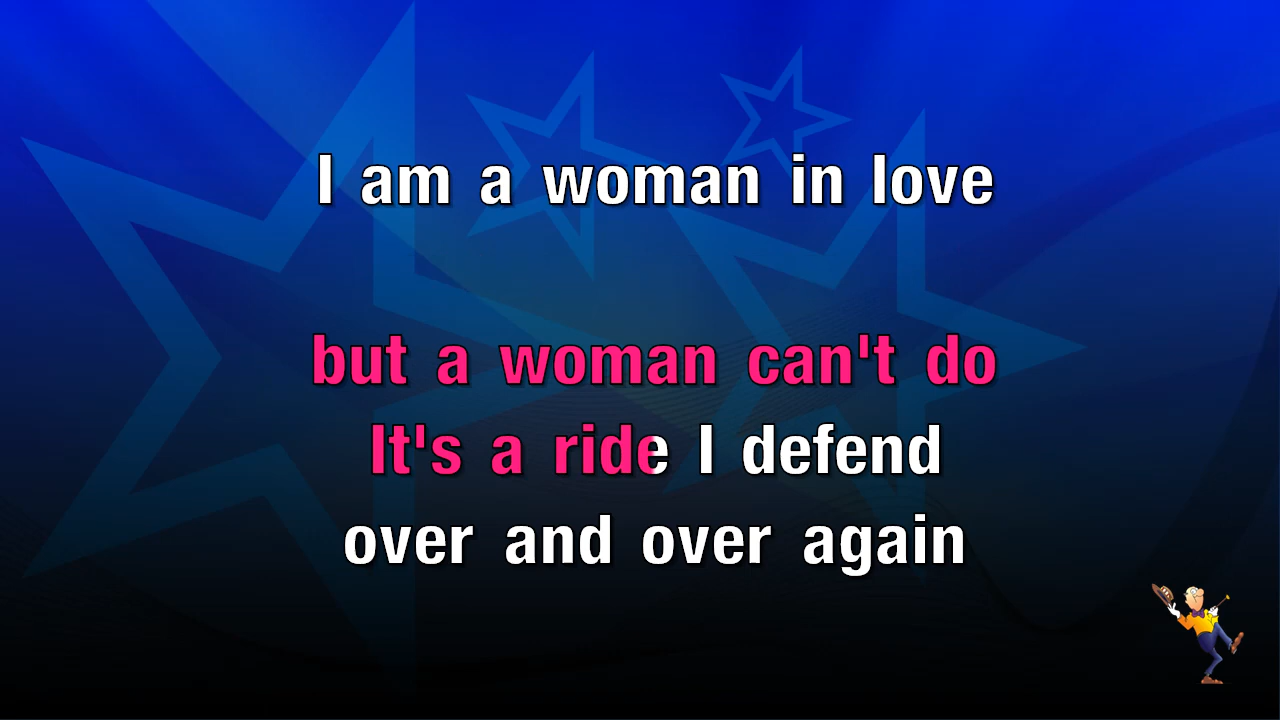 I am a woman in love
but a woman can't do
It's a ride I defend
over and over again